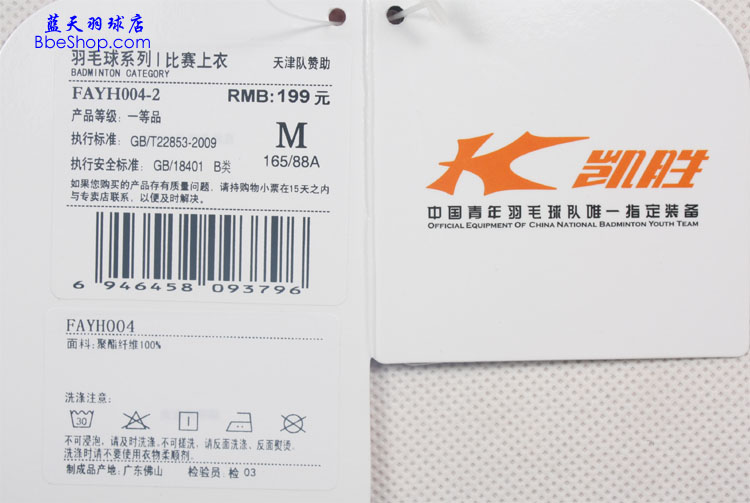 蓝天羽球店
BbeShop.com
羽毛球系列 | 比赛上衣
天津队赞助
BADMINTON CATEGORY
FAYH004-2
RMB: 199 元
产品等级: 一等品
执行标准: GB/T22853-2009
M
执行安全标准: GB/18401 B类
165/88A
如果您购买的产品存有质量问题, 请持购物小票在15天之内
与专卖店联系, 以便及时解决。
6 946458 093796
FAYH004
面料: 聚酯纤维100%
洗涤注意:
30
不可浸泡, 请及时洗涤, 不可搓洗, 请反面洗涤、反面熨烫,
洗涤时请不要使用衣物柔顺剂.
制成品产地: 广东佛山 检验员: 检 03
K 凯胜
中国青年羽毛球队唯一指定装备
OFFICIAL EQUIPMENT OF CHINA NATIONAL BADMINTON YOUTH TEAM